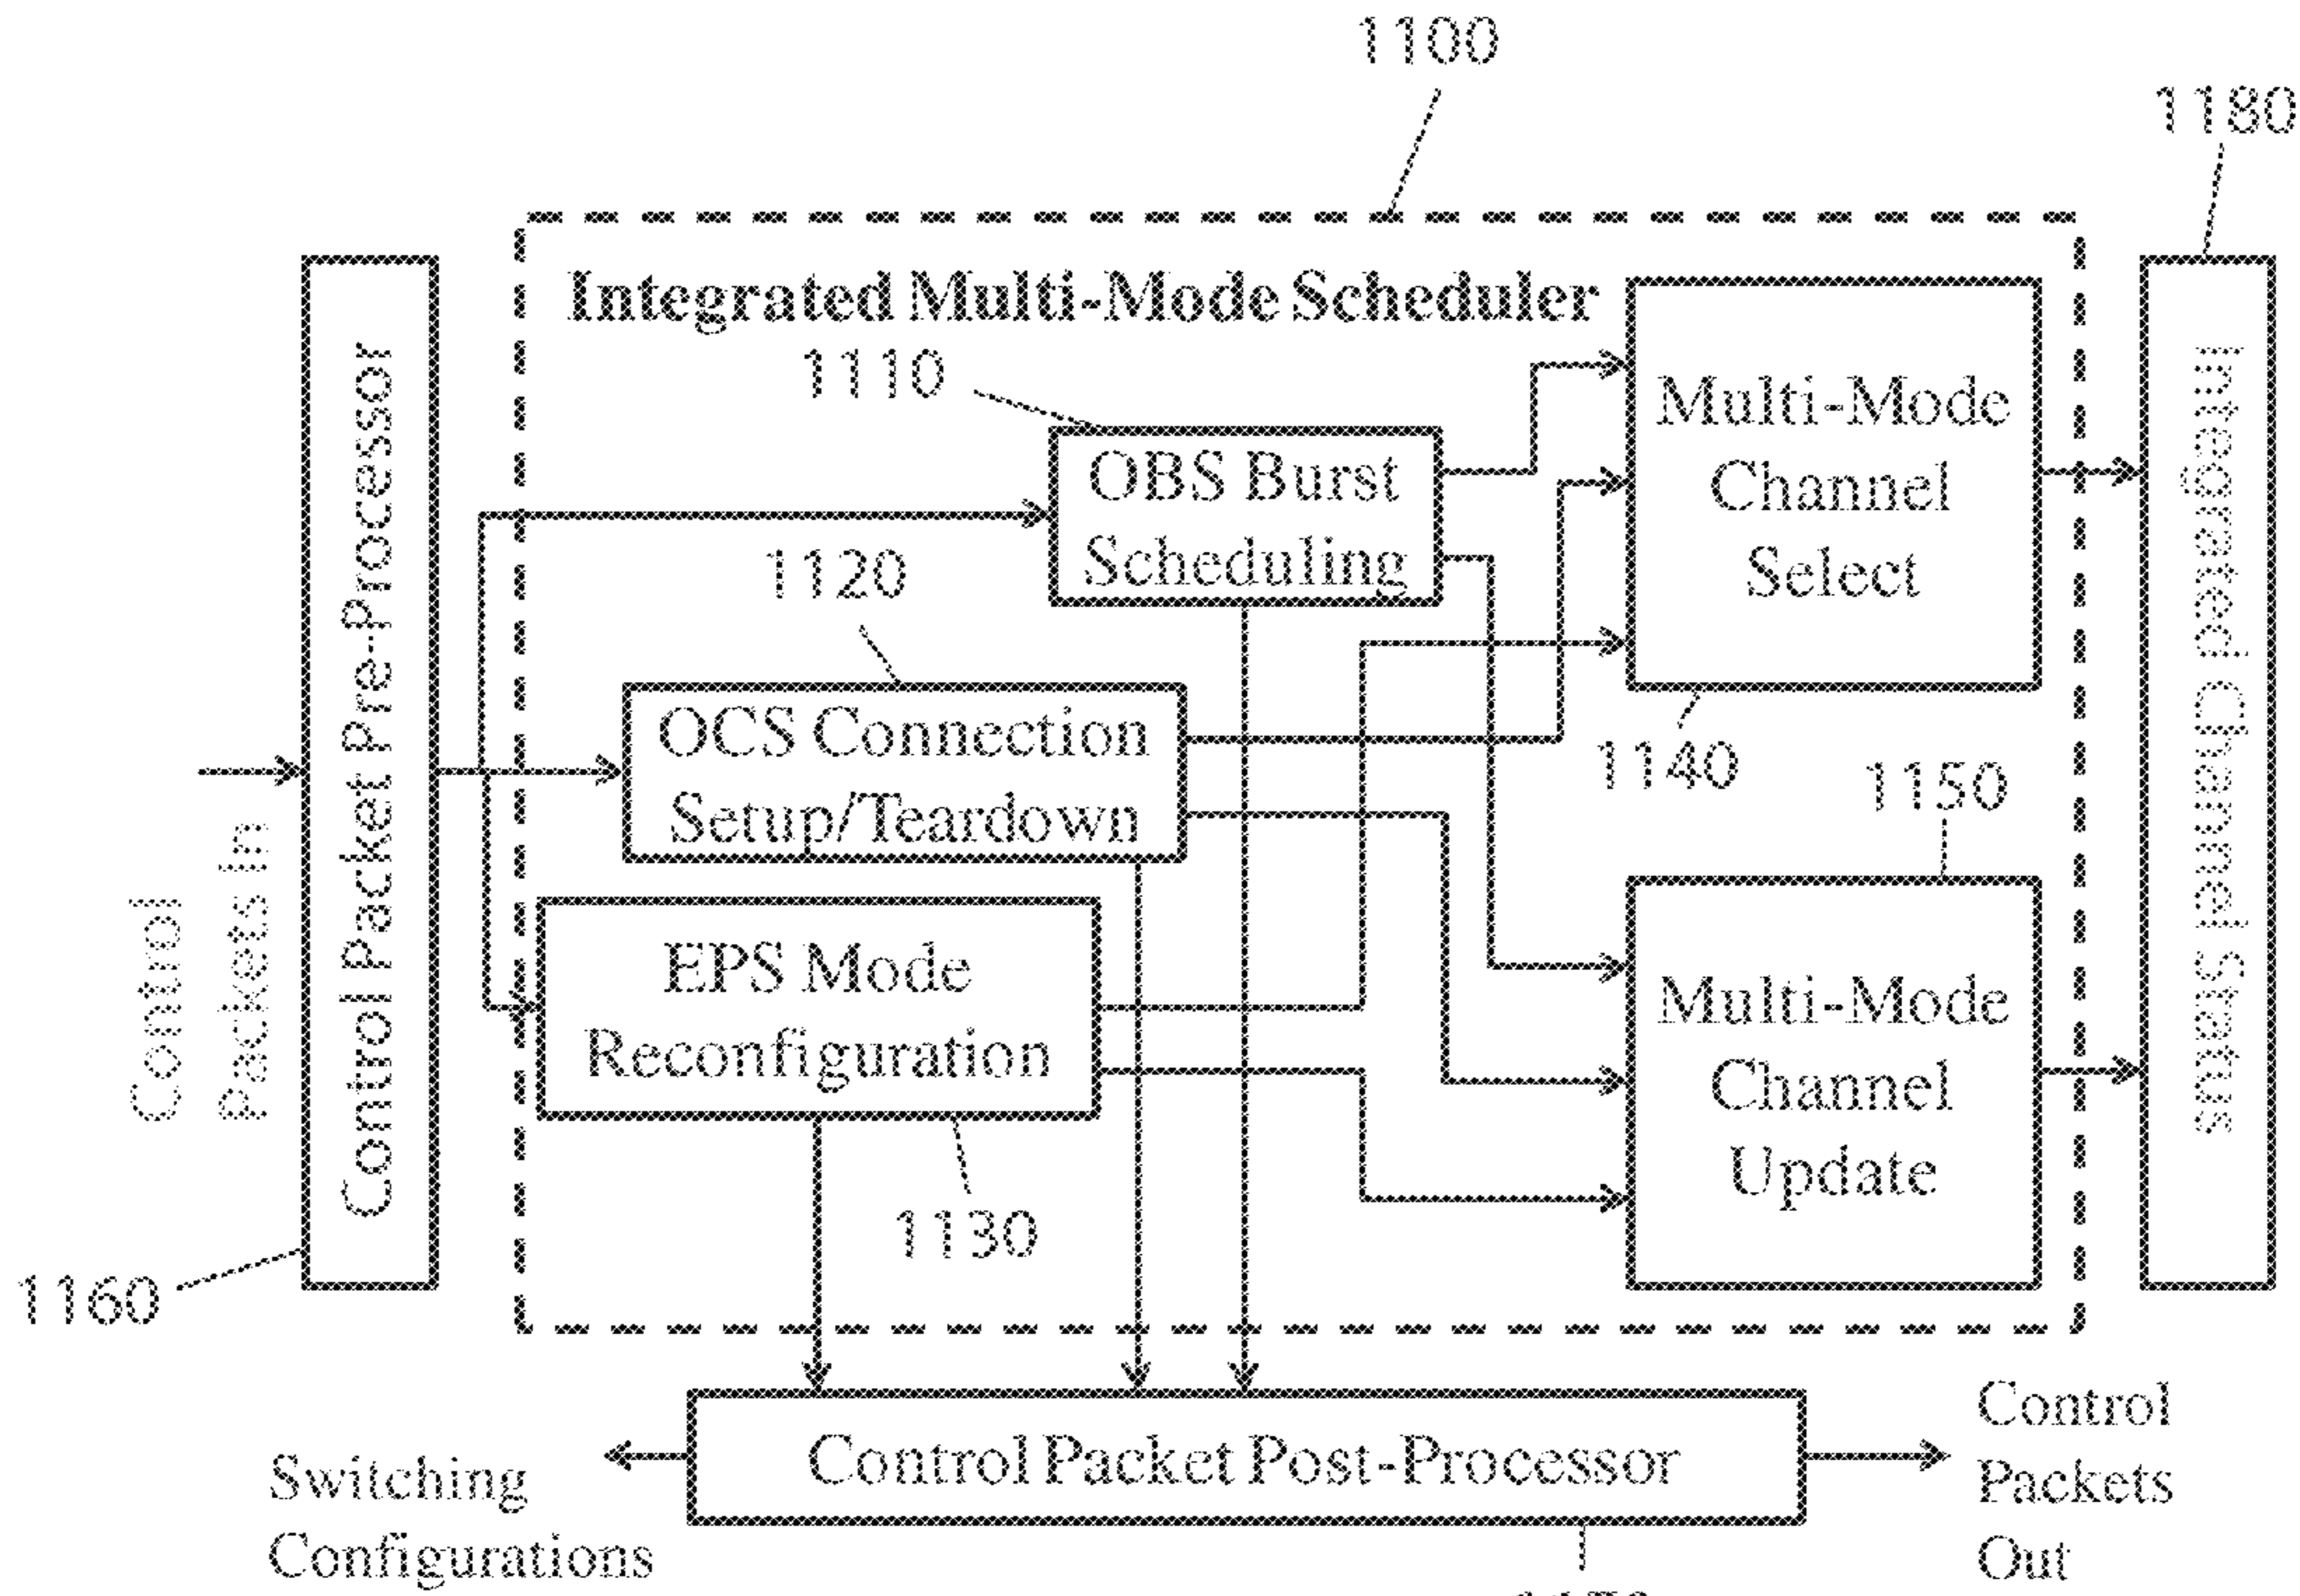 1100
1180
Integrated Multi-Mode Scheduler
1110
Multi-Mode
Channel
Select
OBS Burst
Scheduling
1120
Control Packet Pre-Processor
Integrated Channel Status
OCS Connection
Setup/Teardown
1140
1150
Control
Packets In
EPS Mode
Reconfiguration
Multi-Mode
Channel
Update
1130
1160
Control Packet Post-Processor
Control
Packets
Out
Switching
Configurations